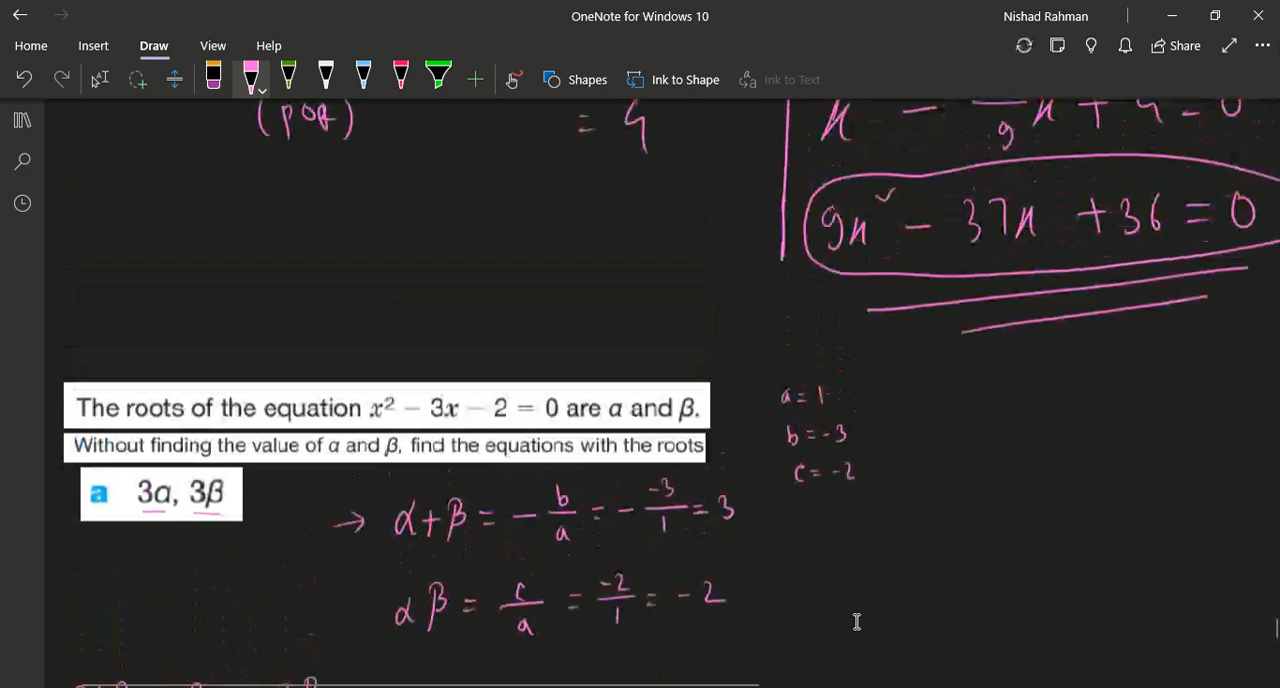 OneNote for Windows 10
Nishad Rahman
Home Insert Draw View Help
Share
Shapes Ink to Shape Ink to Text
(poq) = 4
9x² - 37x + 36 = 0
The roots of the equation x² − 3x − 2 = 0 are α and β.
Without finding the value of α and β, find the equations with the roots
a 3α, 3β
a = 1
b = -3
c = -2
→ α+β = - b/a = - -3/1 = 3
αβ = c/a = -2/1 = -2